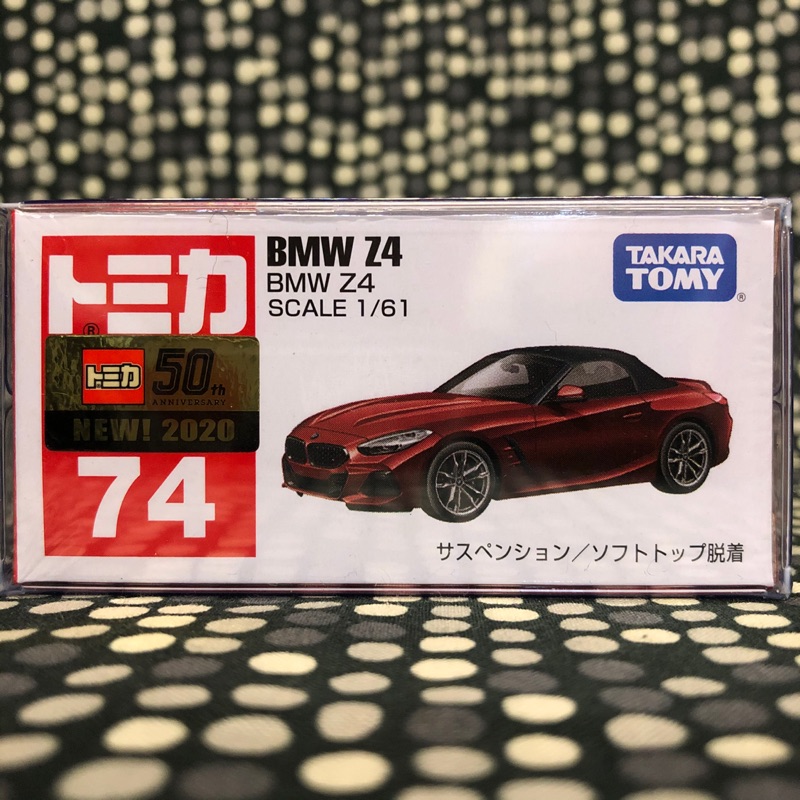 トミカ
®
トミカ 50th
ANNIVERSARY
NEW! 2020
74
BMW Z4
BMW Z4
SCALE 1/61
TAKARA
TOMY
®
サスペンション／ソフトトップ脱着